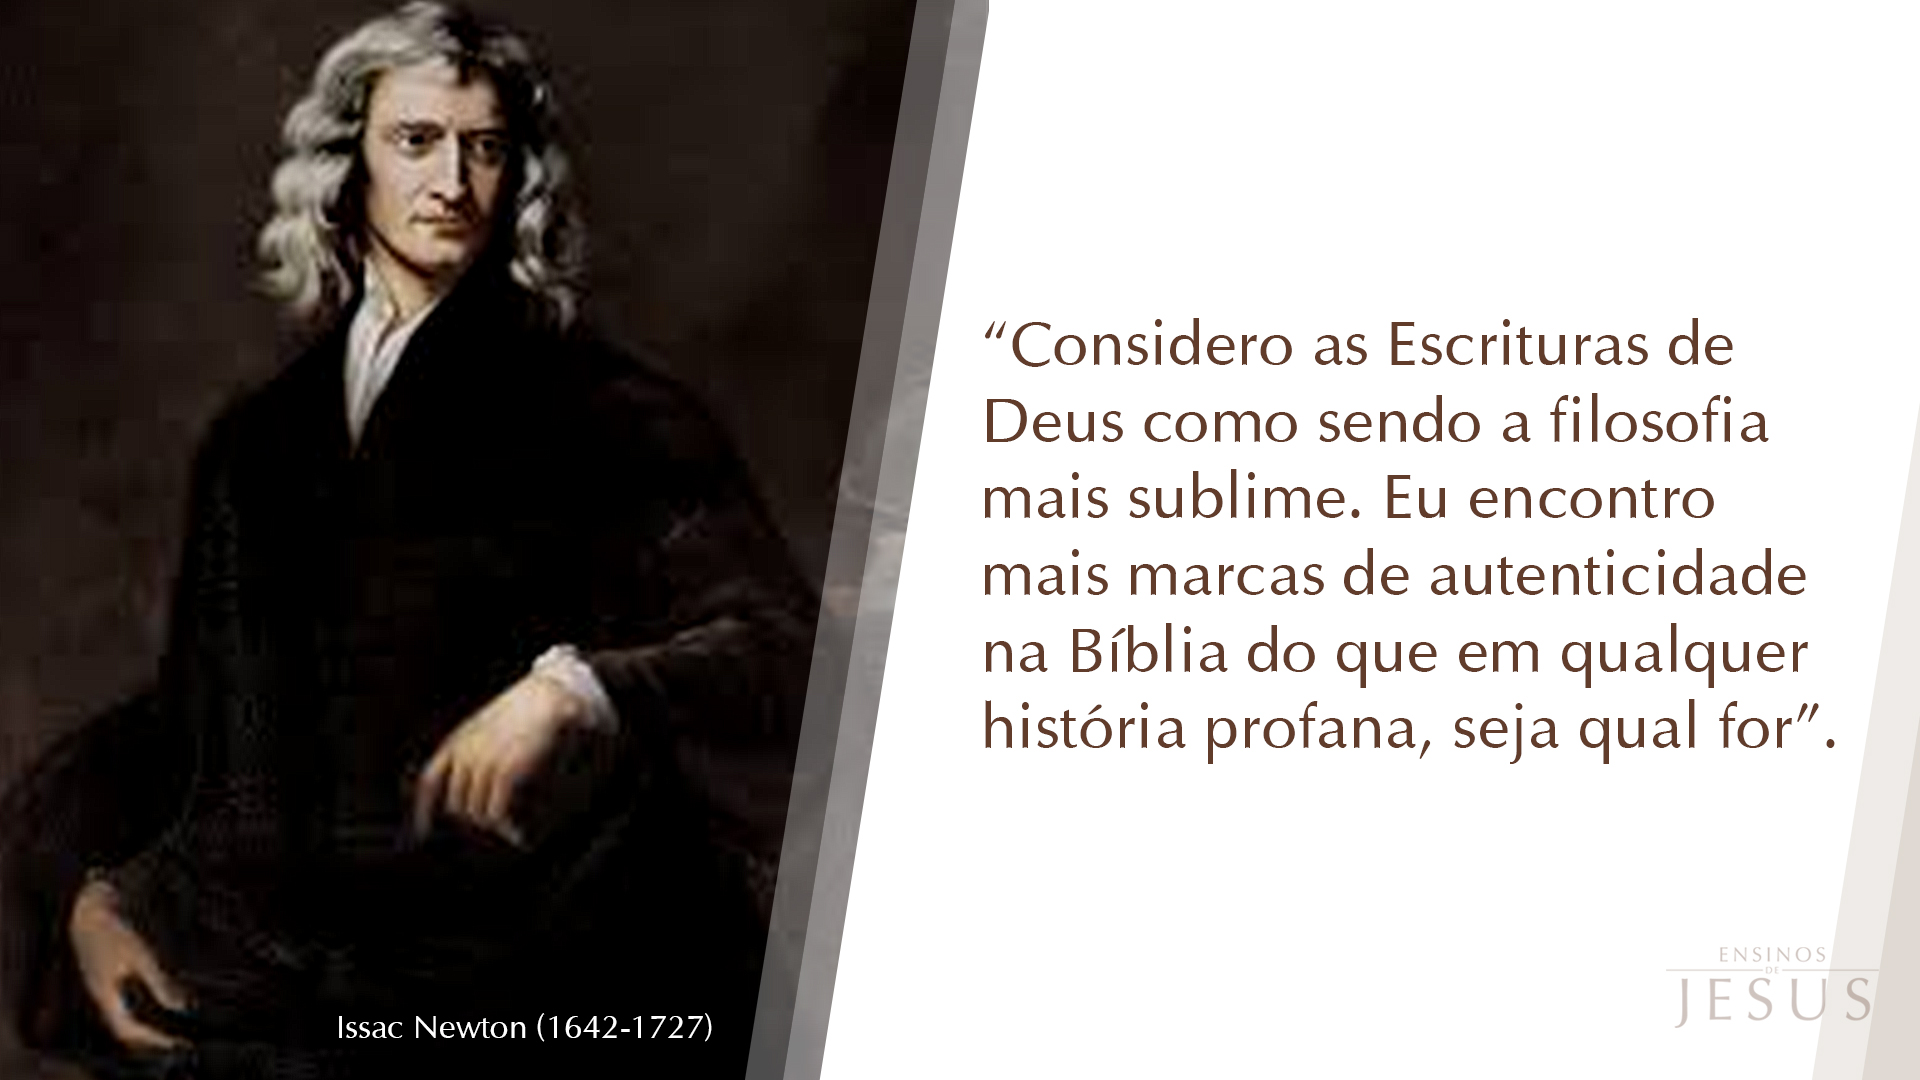 “Considero as Escrituras de
Deus como sendo a filosofia
mais sublime. Eu encontro
mais marcas de autenticidade
na Bíblia do que em qualquer
história profana, seja qual for”.
Issac Newton (1642-1727)
ENSINOS
DE
JESUS